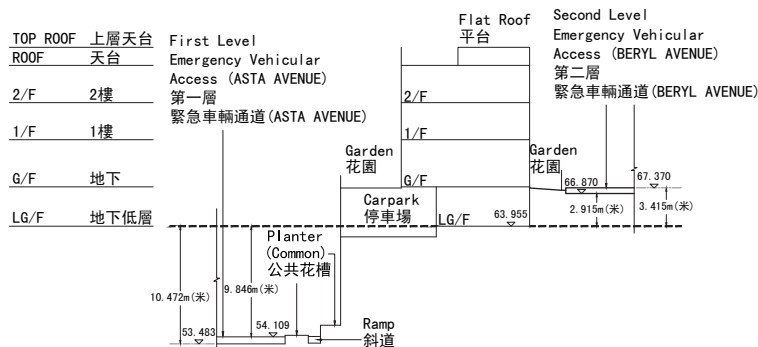 TOP ROOF 上層天台
ROOF 天台
2/F 2樓
1/F 1樓
G/F 地下
LG/F 地下低層
First Level
Emergency Vehicular
Access (ASTA AVENUE)
第一層
緊急車輛通道(ASTA AVENUE)
Flat Roof
平台
Second Level
Emergency Vehicular
Access (BERYL AVENUE)
第二層
緊急車輛通道(BERYL AVENUE)
2/F
1/F
G/F
LG/F
Garden
花園
Carpark
停車場
Garden
花園
66.870
67.370
63.955
2.915m(米)
3.415m(米)
Planter
(Common)
公共花槽
10.472m(米)
9.846m(米)
53.483
54.109
Ramp
斜道